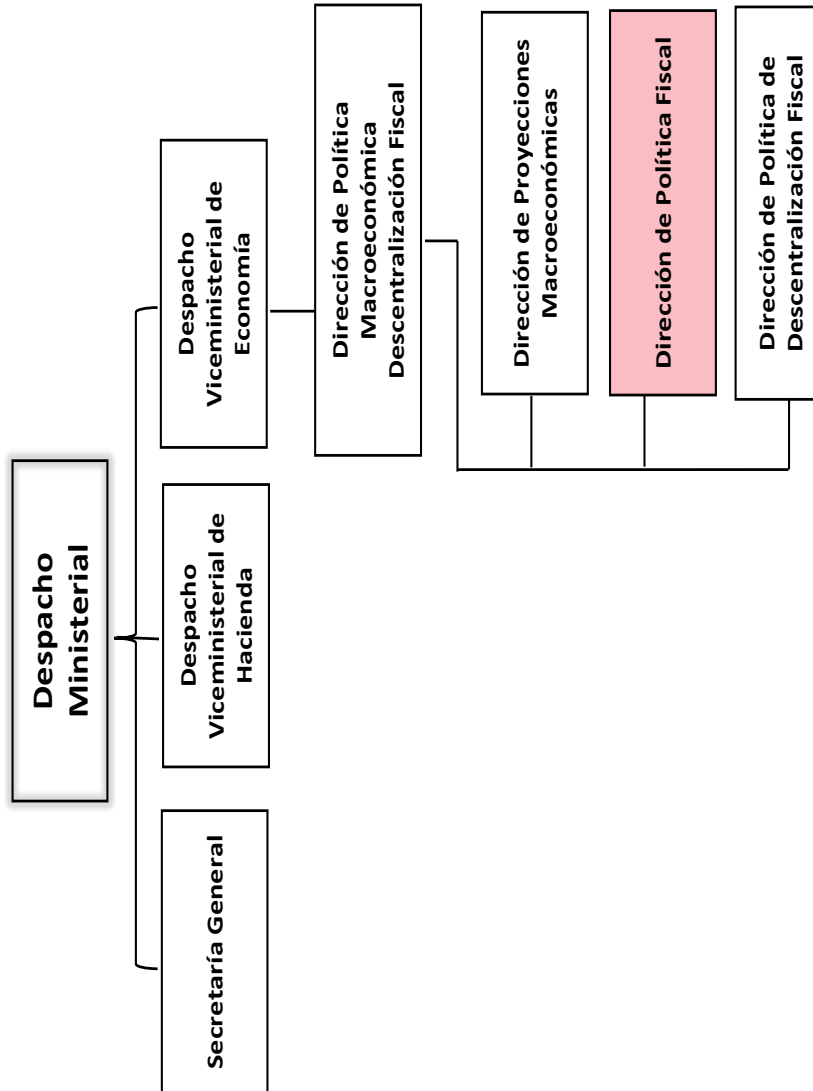 Despacho
Ministerial
Secretaría General
Despacho
Viceministerial de
Hacienda
Despacho
Viceministerial de
Economía
Dirección de Política
Macroeconómica
Descentralización Fiscal
Dirección de Proyecciones
Macroeconómicas
Dirección de Política Fiscal
Dirección de Política de
Descentralización Fiscal